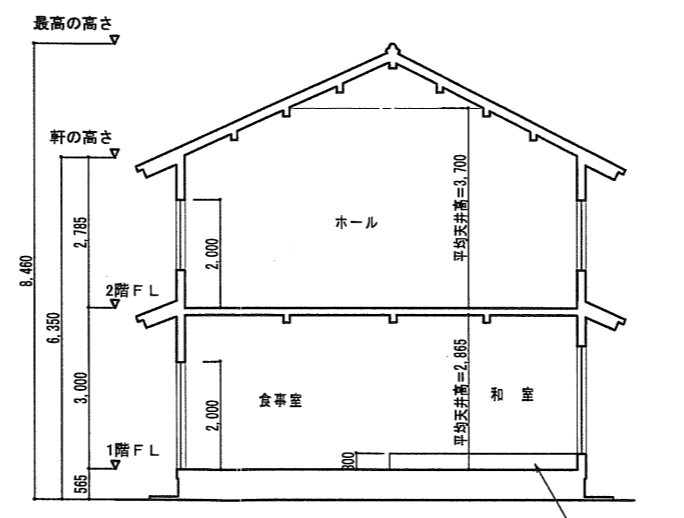 最高の高さ
軒の高さ
8,460
6,350
2,785
2階FL
3,000
1階FL
565
ホール
2,000
平均天井高=3,700
食事室
2,000
平均天井高=2,865
和 室
300